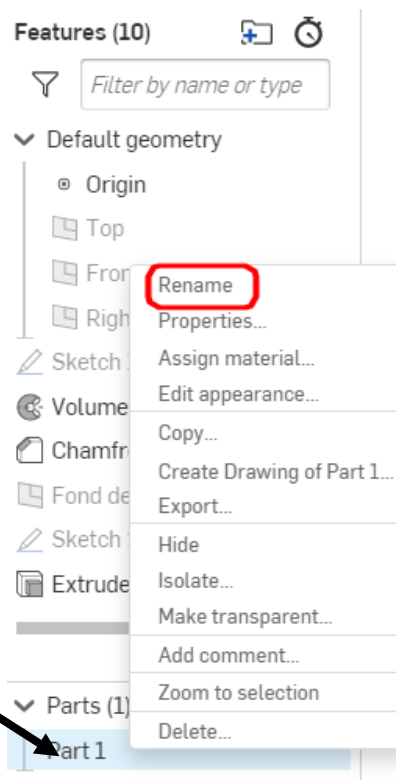 Features (10)
Filter by name or type
Default geometry
Origin
Top
Fron
Righ
Sketch
Volume
Chamfr
Fond de
Sketch
Extrude
Parts (1)
Part 1
Rename
Properties...
Assign material...
Edit appearance...
Copy...
Create Drawing of Part 1...
Export...
Hide
Isolate...
Make transparent...
Add comment...
Zoom to selection
Delete...